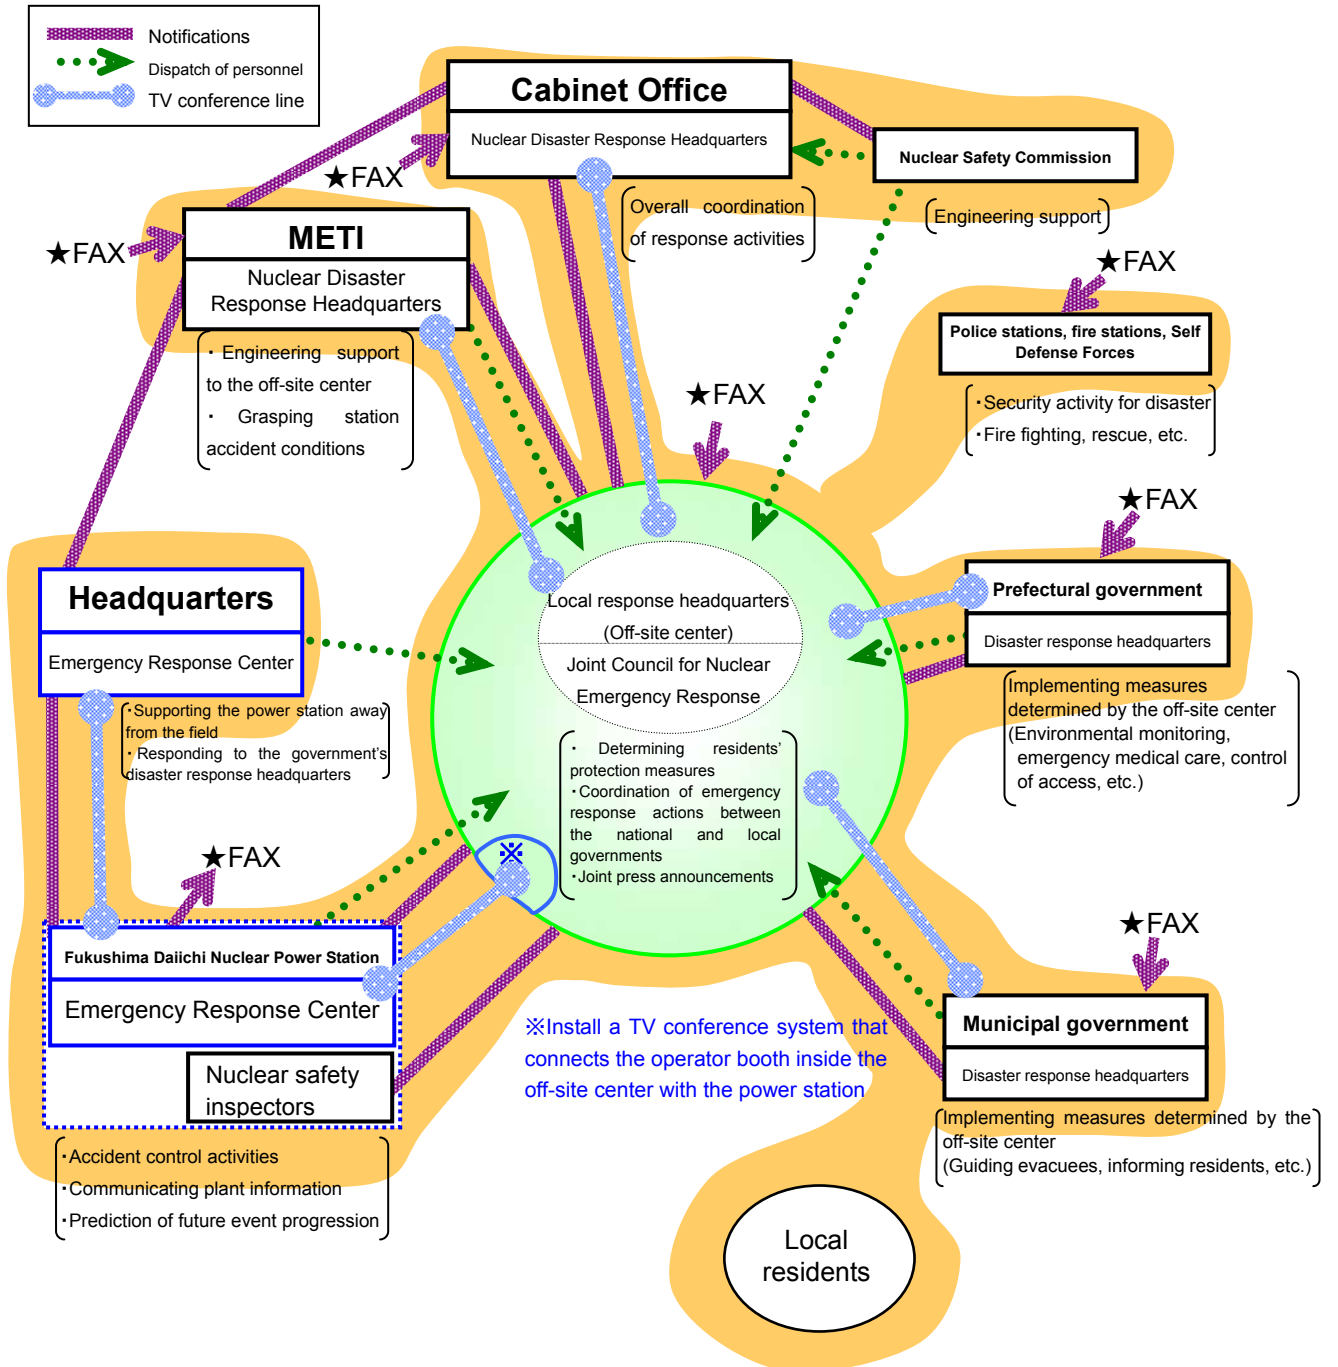 Notifications
Dispatch of personnel
TV conference line
Cabinet Office
Nuclear Disaster Response Headquarters
★FAX
Nuclear Safety Commission
Overall coordination
of response activities
Engineering support
★FAX
METI
Nuclear Disaster
Response Headquarters
・ Engineering support
to the off-site center
・ Grasping station
accident conditions
★FAX
Police stations, fire stations, Self
Defense Forces
・Security activity for disaster
・Fire fighting, rescue, etc.
★FAX
★FAX
Prefectural government
Disaster response headquarters
Implementing measures
determined by the off-site center
(Environmental monitoring,
emergency medical care, control
of access, etc.)
Headquarters
Emergency Response Center
・Supporting the power station away
from the field
・Responding to the government's
disaster response headquarters
Local response headquarters
(Off-site center)
Joint Council for Nuclear
Emergency Response
・ Determining residents'
protection measures
・Coordination of emergency
response actions between
the national and local
governments
・Joint press announcements
※
★FAX
Fukushima Daiichi Nuclear Power Station
Emergency Response Center
Nuclear safety
inspectors
・Accident control activities
・Communicating plant information
・Prediction of future event progression
※Install a TV conference system that
connects the operator booth inside the
off-site center with the power station
★FAX
Municipal government
Disaster response headquarters
Implementing measures determined by the
off-site center
(Guiding evacuees, informing residents, etc.)
Local
residents